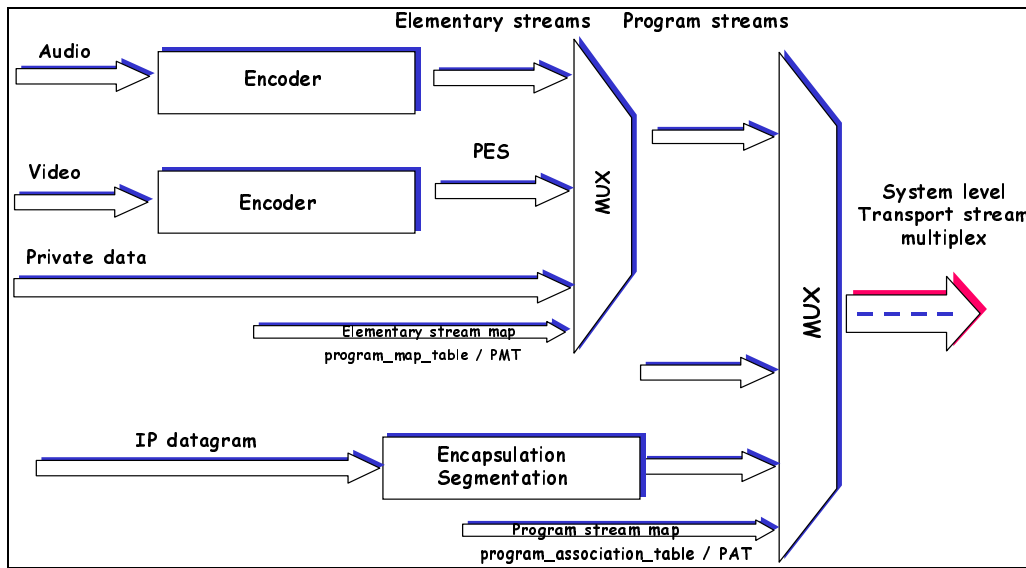 Elementary streams
Program streams
Audio
Encoder
PES
Video
Encoder
MUX
System level
Transport stream
multiplex
Private data
MUX
Elementary stream map
program_map_table / PMT
IP datagram
Encapsulation
Segmentation
Program stream map
program_association_table / PAT